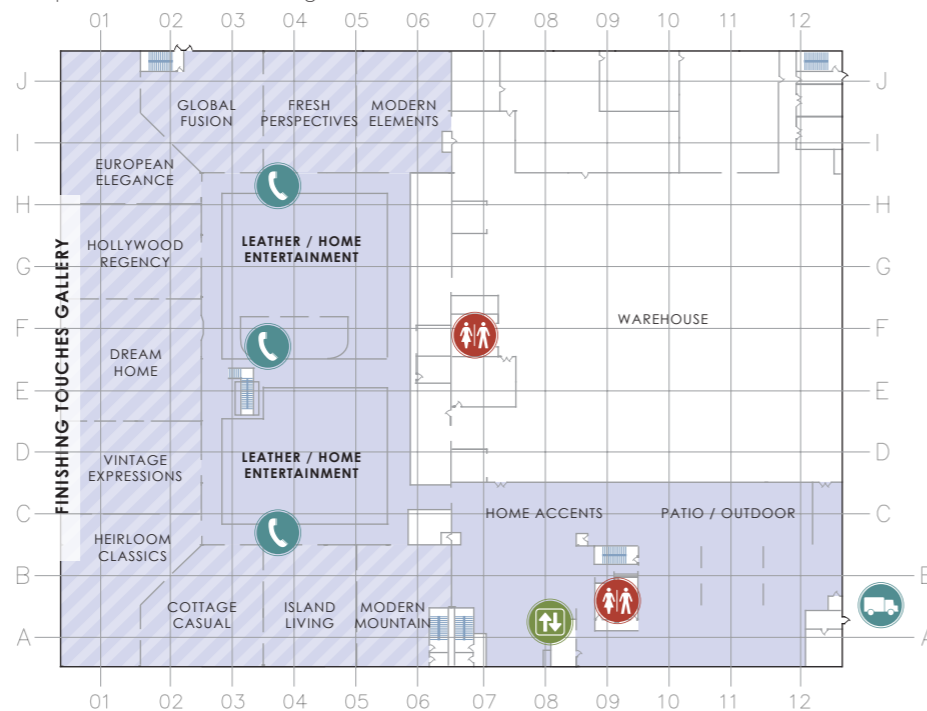 01 02 03 04 05 06 07 08 09 10 11 12
J J
GLOBAL
FUSION
FRESH
PERSPECTIVES
MODERN
ELEMENTS
I I
EUROPEAN
ELEGANCE
H H
FINISHING TOUCHES GALLERY
HOLLYWOOD
REGENCY
LEATHER / HOME
ENTERTAINMENT
G G
WAREHOUSE
F F
DREAM
HOME
E E
VINTAGE
EXPRESSIONS
LEATHER / HOME
ENTERTAINMENT
D D
HOME ACCENTS
PATIO / OUTDOOR
C C
HEIRLOOM
CLASSICS
B B
COTTAGE
CASUAL
ISLAND
LIVING
MODERN
MOUNTAIN
A A
01 02 03 04 05 06 07 08 09 10 11 12